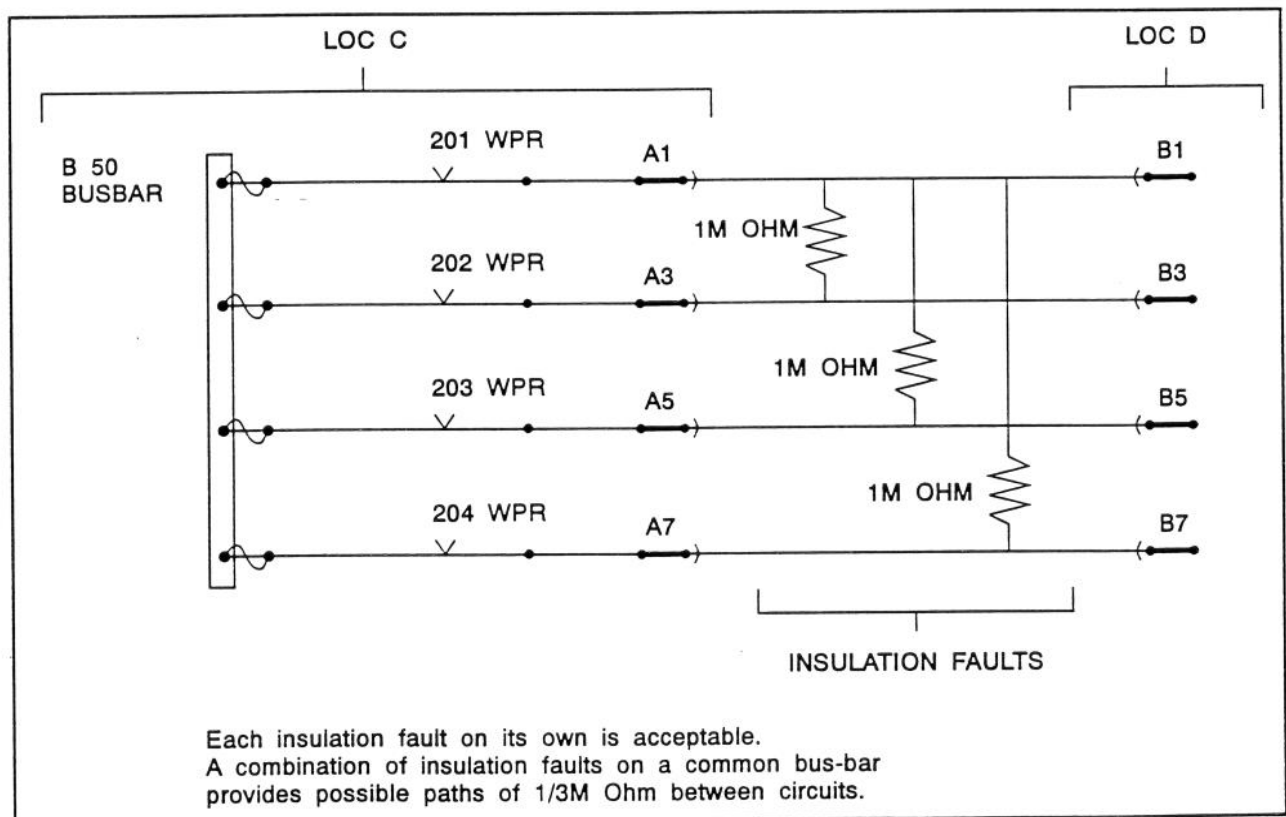 LOC C
LOC D
B 50
BUSBAR
201 WPR
A1
B1
1M OHM
202 WPR
A3
B3
1M OHM
203 WPR
A5
B5
1M OHM
204 WPR
A7
B7
INSULATION FAULTS
Each insulation fault on its own is acceptable.
A combination of insulation faults on a common bus-bar
provides possible paths of 1/3M Ohm between circuits.